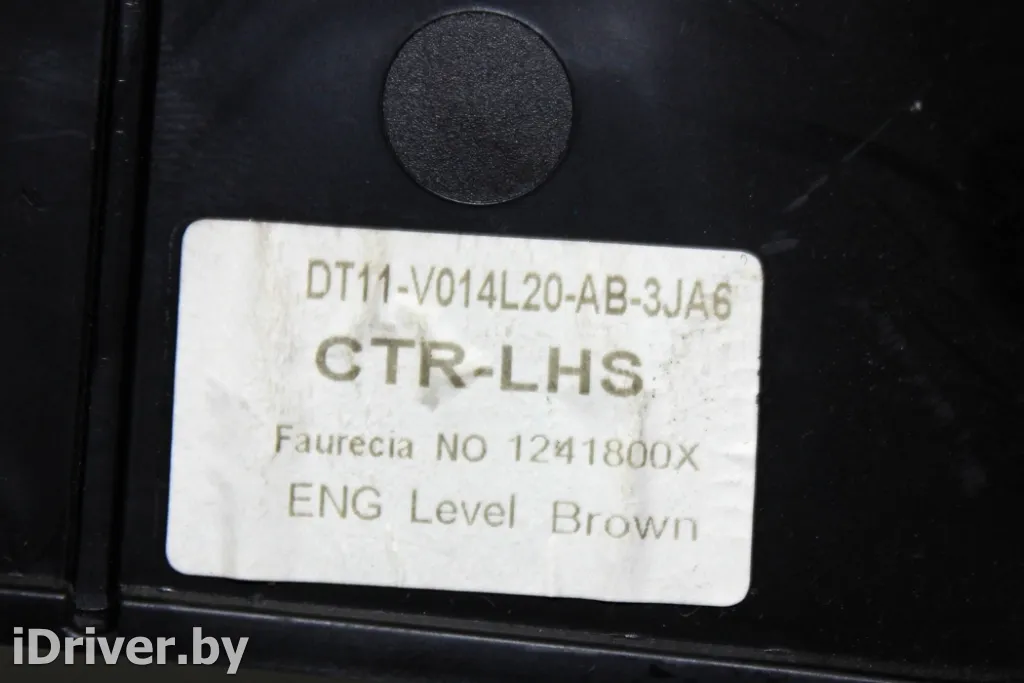 DT11-V014L20-AB-3JA6
CTR-LHS
Faurecia NO 1241800X
ENG Level Brown
iDriver.by